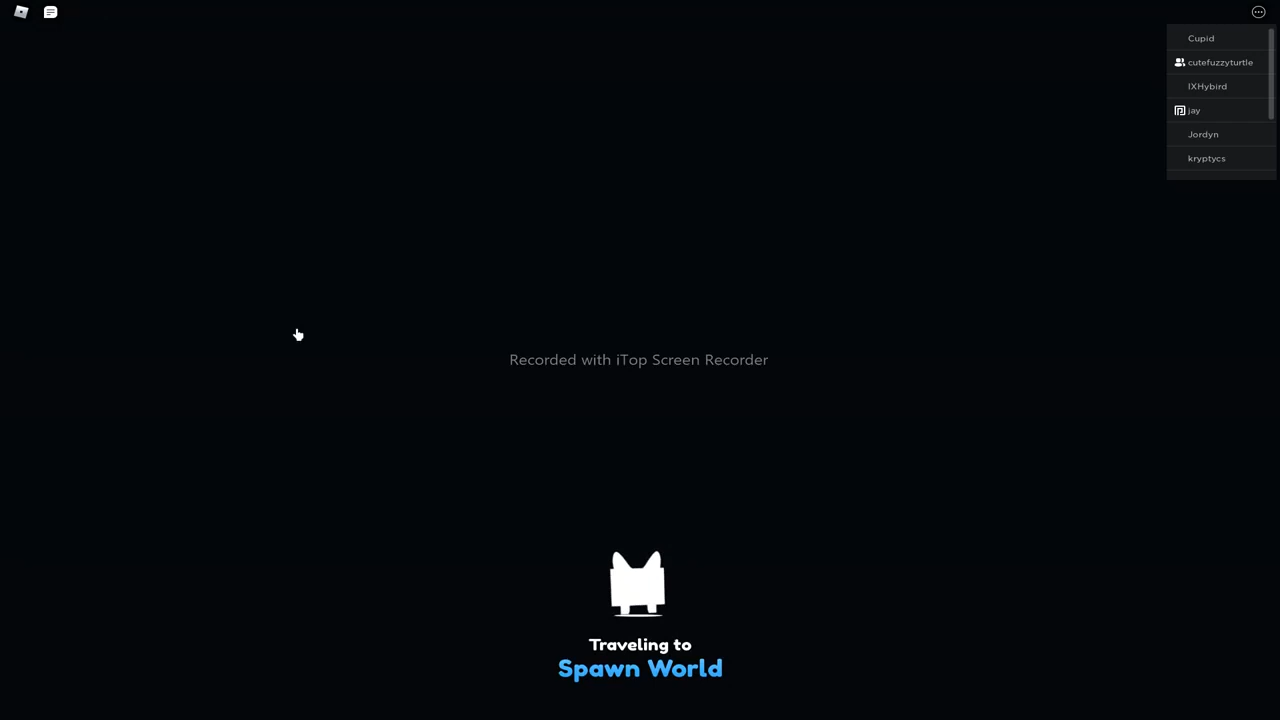 Cupid
cutefuzzyturtle
IXHybird
jay
Jordyn
kryptycs
Recorded with iTop Screen Recorder
Traveling to
Spawn World